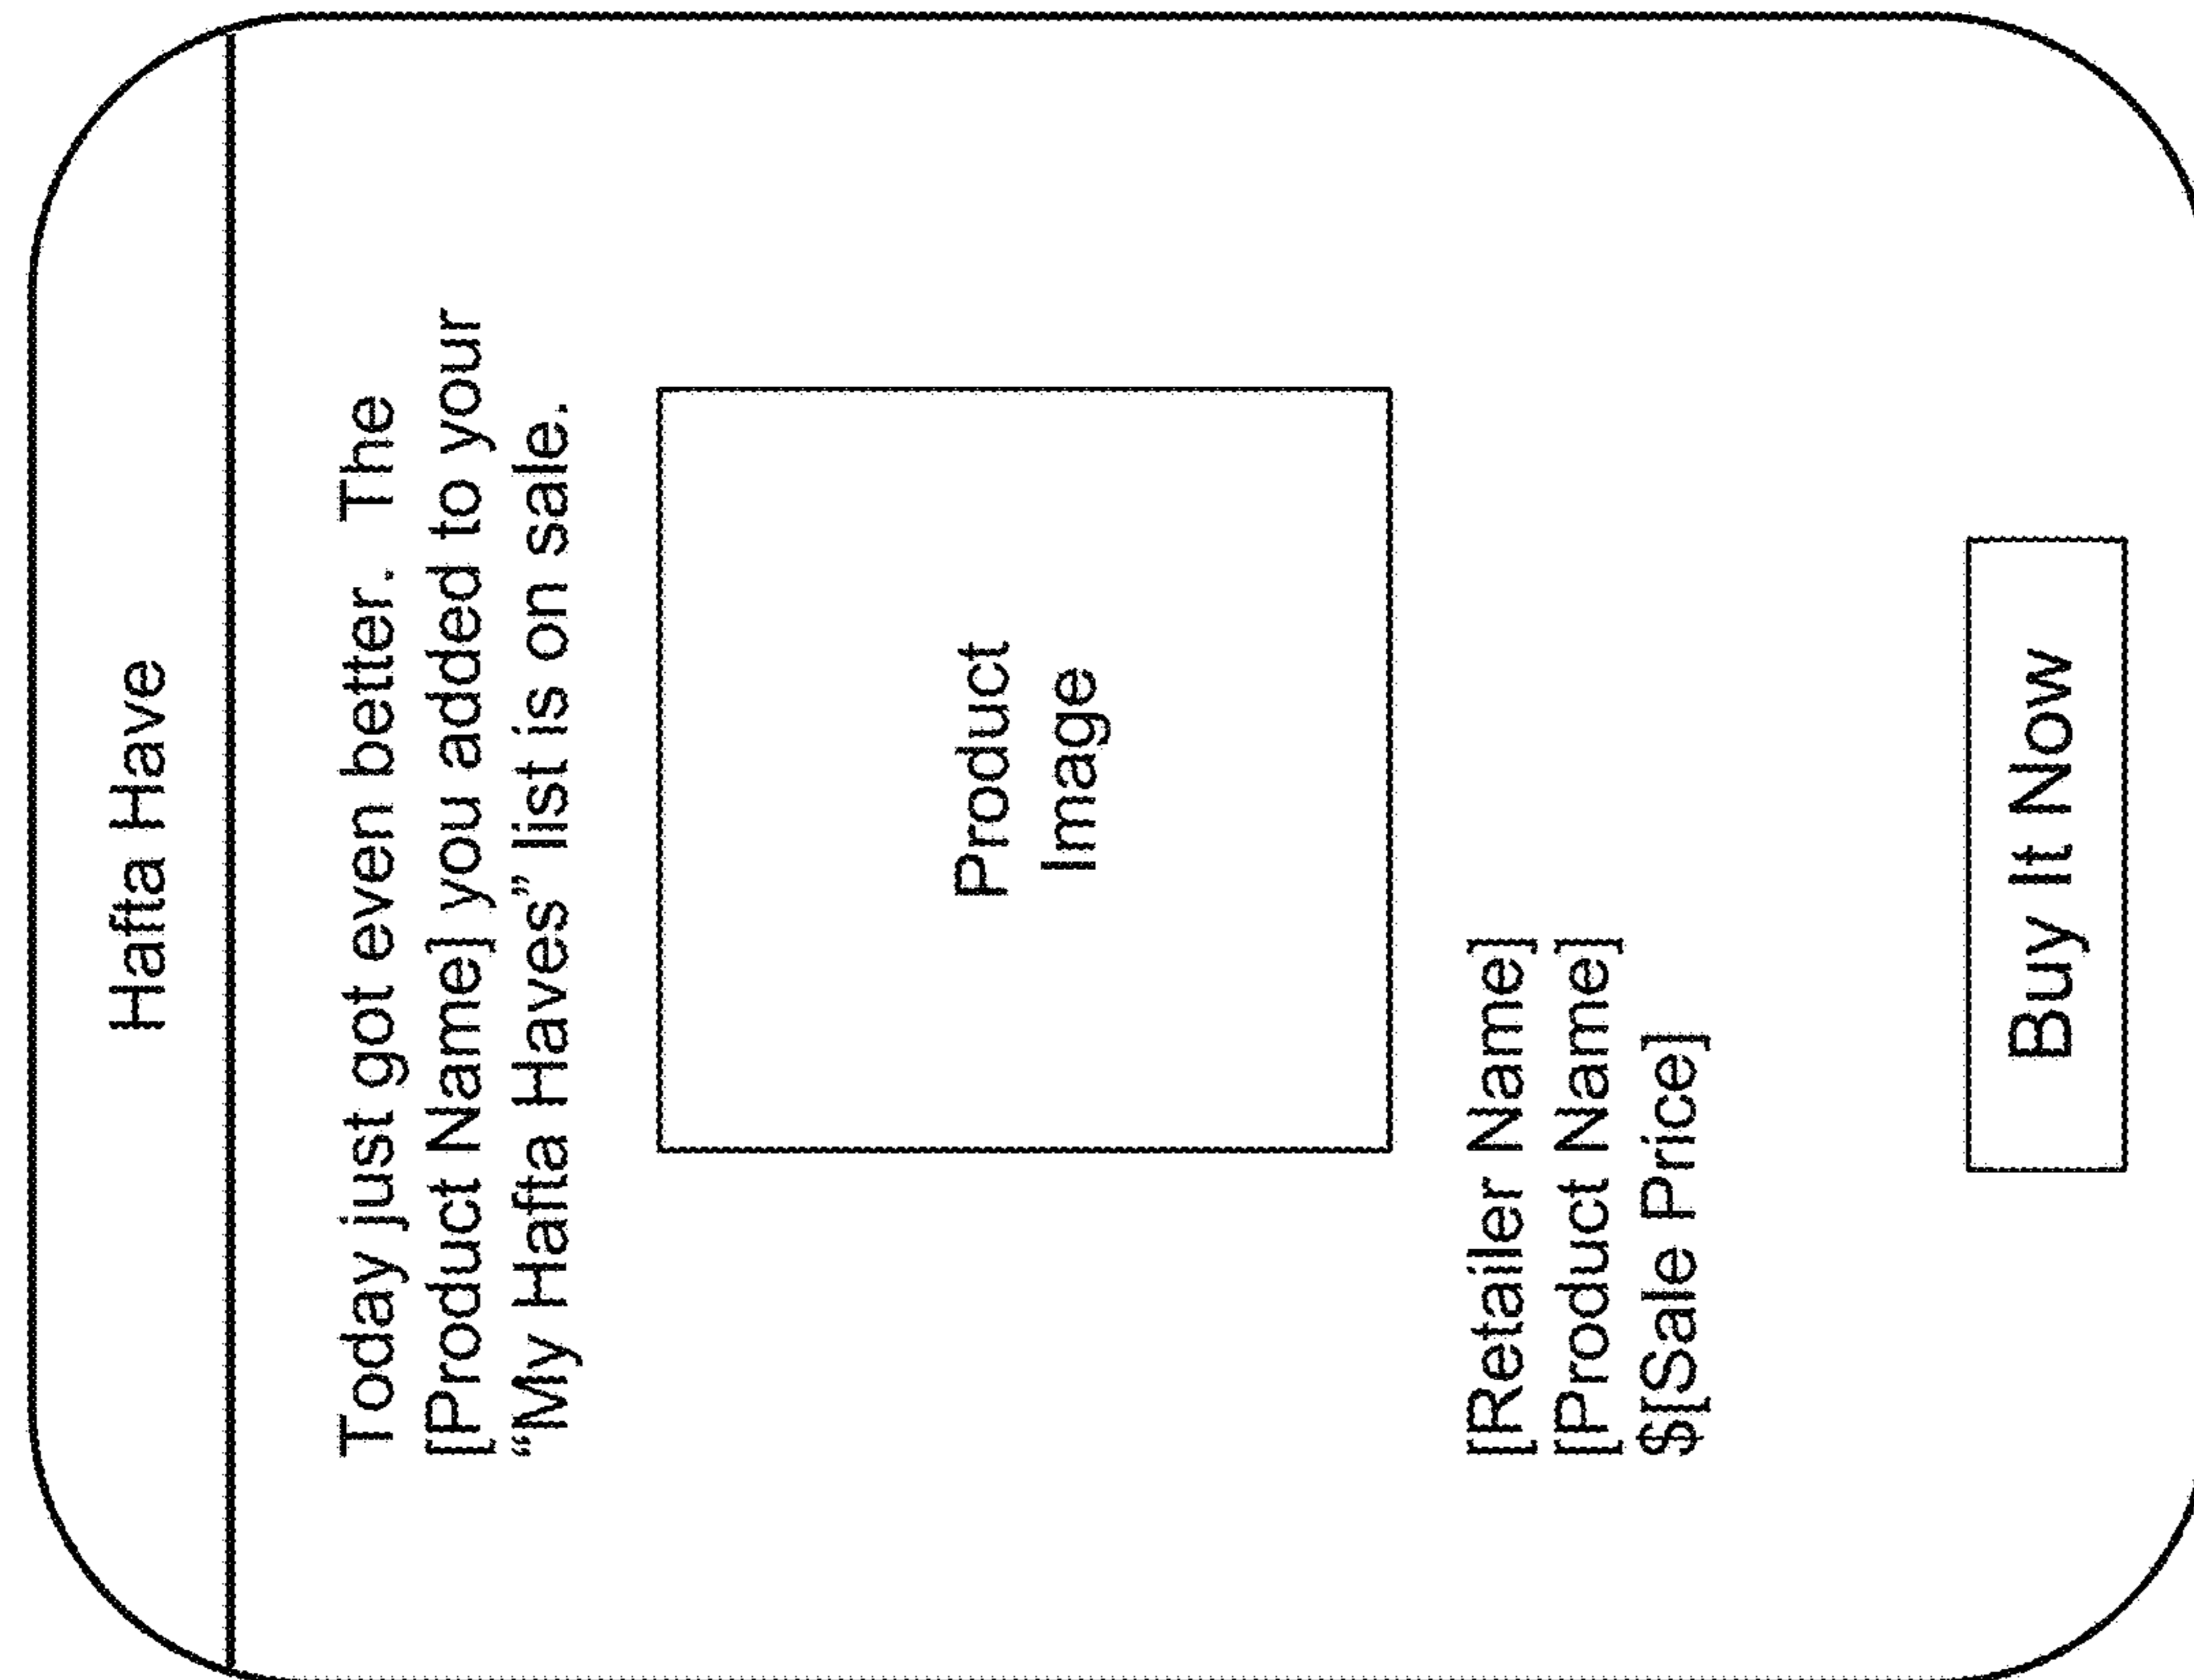 Hafta Have
Today just got even better.  The
[Product Name] you added to your
“My Hafta Haves” list is on sale.
Product
Image
[Retailer Name]
[Product Name]
$[Sale Price]
Buy It Now